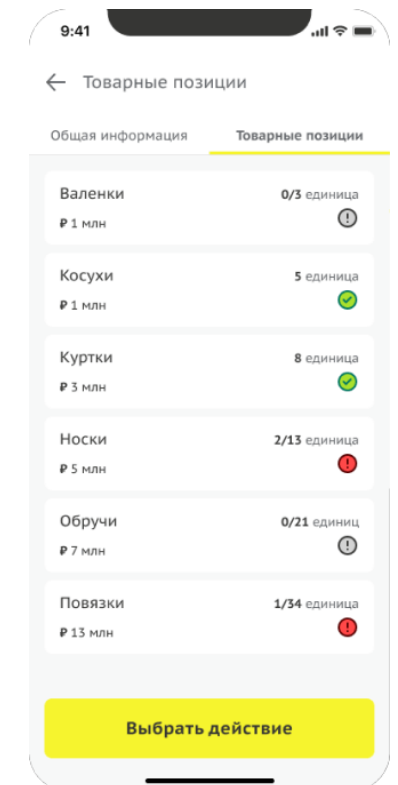 9:41
Товарные позиции
Общая информация Товарные позиции
Валенки 0/3 единица
₽ 1 млн
Косухи 5 единица
₽ 1 млн
Куртки 8 единица
₽ 3 млн
Носки 2/13 единица
₽ 5 млн
Обручи 0/21 единиц
₽ 7 млн
Повязки 1/34 единица
₽ 13 млн
Выбрать действие